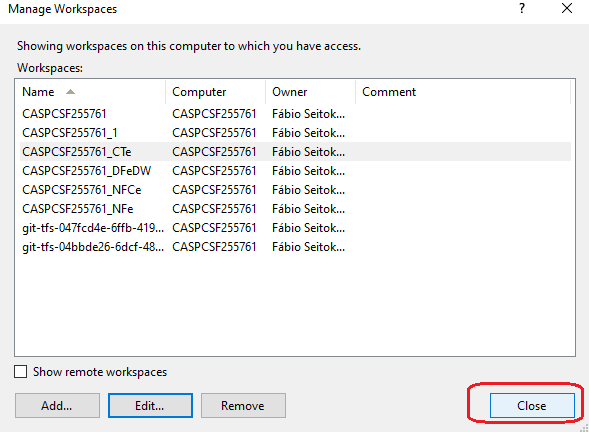 Manage Workspaces ? ×
Showing workspaces on this computer to which you have access.
Workspaces:
Name Computer Owner Comment
CASPCSF255761 CASPCSF255761 Fábio Seitok...
CASPCSF255761_1 CASPCSF255761 Fábio Seitok...
CASPCSF255761_CTe CASPCSF255761 Fábio Seitok...
CASPCSF255761_DFeDW CASPCSF255761 Fábio Seitok...
CASPCSF255761_NFCe CASPCSF255761 Fábio Seitok...
CASPCSF255761_NFe CASPCSF255761 Fábio Seitok...
git-tfs-047fcd4e-6ffb-419... CASPCSF255761 Fábio Seitok...
git-tfs-04bbde26-6dcf-48... CASPCSF255761 Fábio Seitok...
Show remote workspaces
Add... Edit... Remove Close